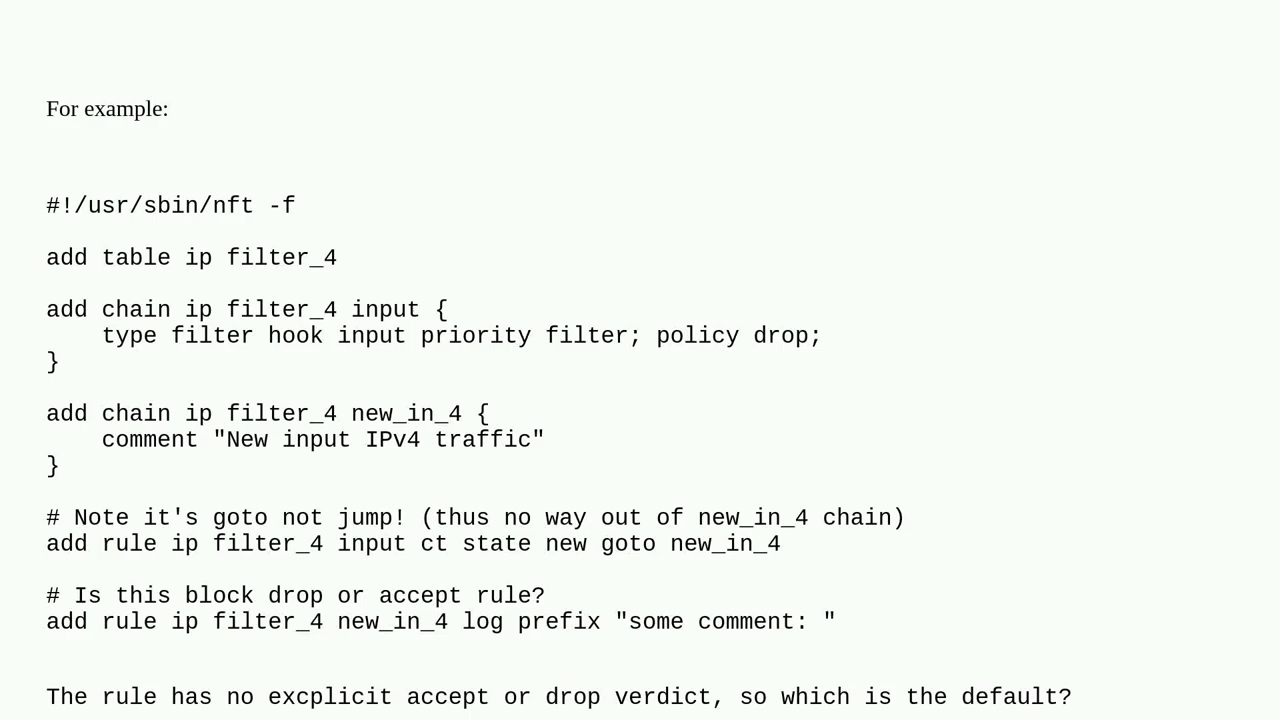 For example:
#!/usr/sbin/nft -f
add table ip filter_4
add chain ip filter_4 input {
    type filter hook input priority filter; policy drop;
}
add chain ip filter_4 new_in_4 {
    comment "New input IPv4 traffic"
}
# Note it's goto not jump! (thus no way out of new_in_4 chain)
add rule ip filter_4 input ct state new goto new_in_4
# Is this block drop or accept rule?
add rule ip filter_4 new_in_4 log prefix "some comment: "
The rule has no excplicit accept or drop verdict, so which is the default?